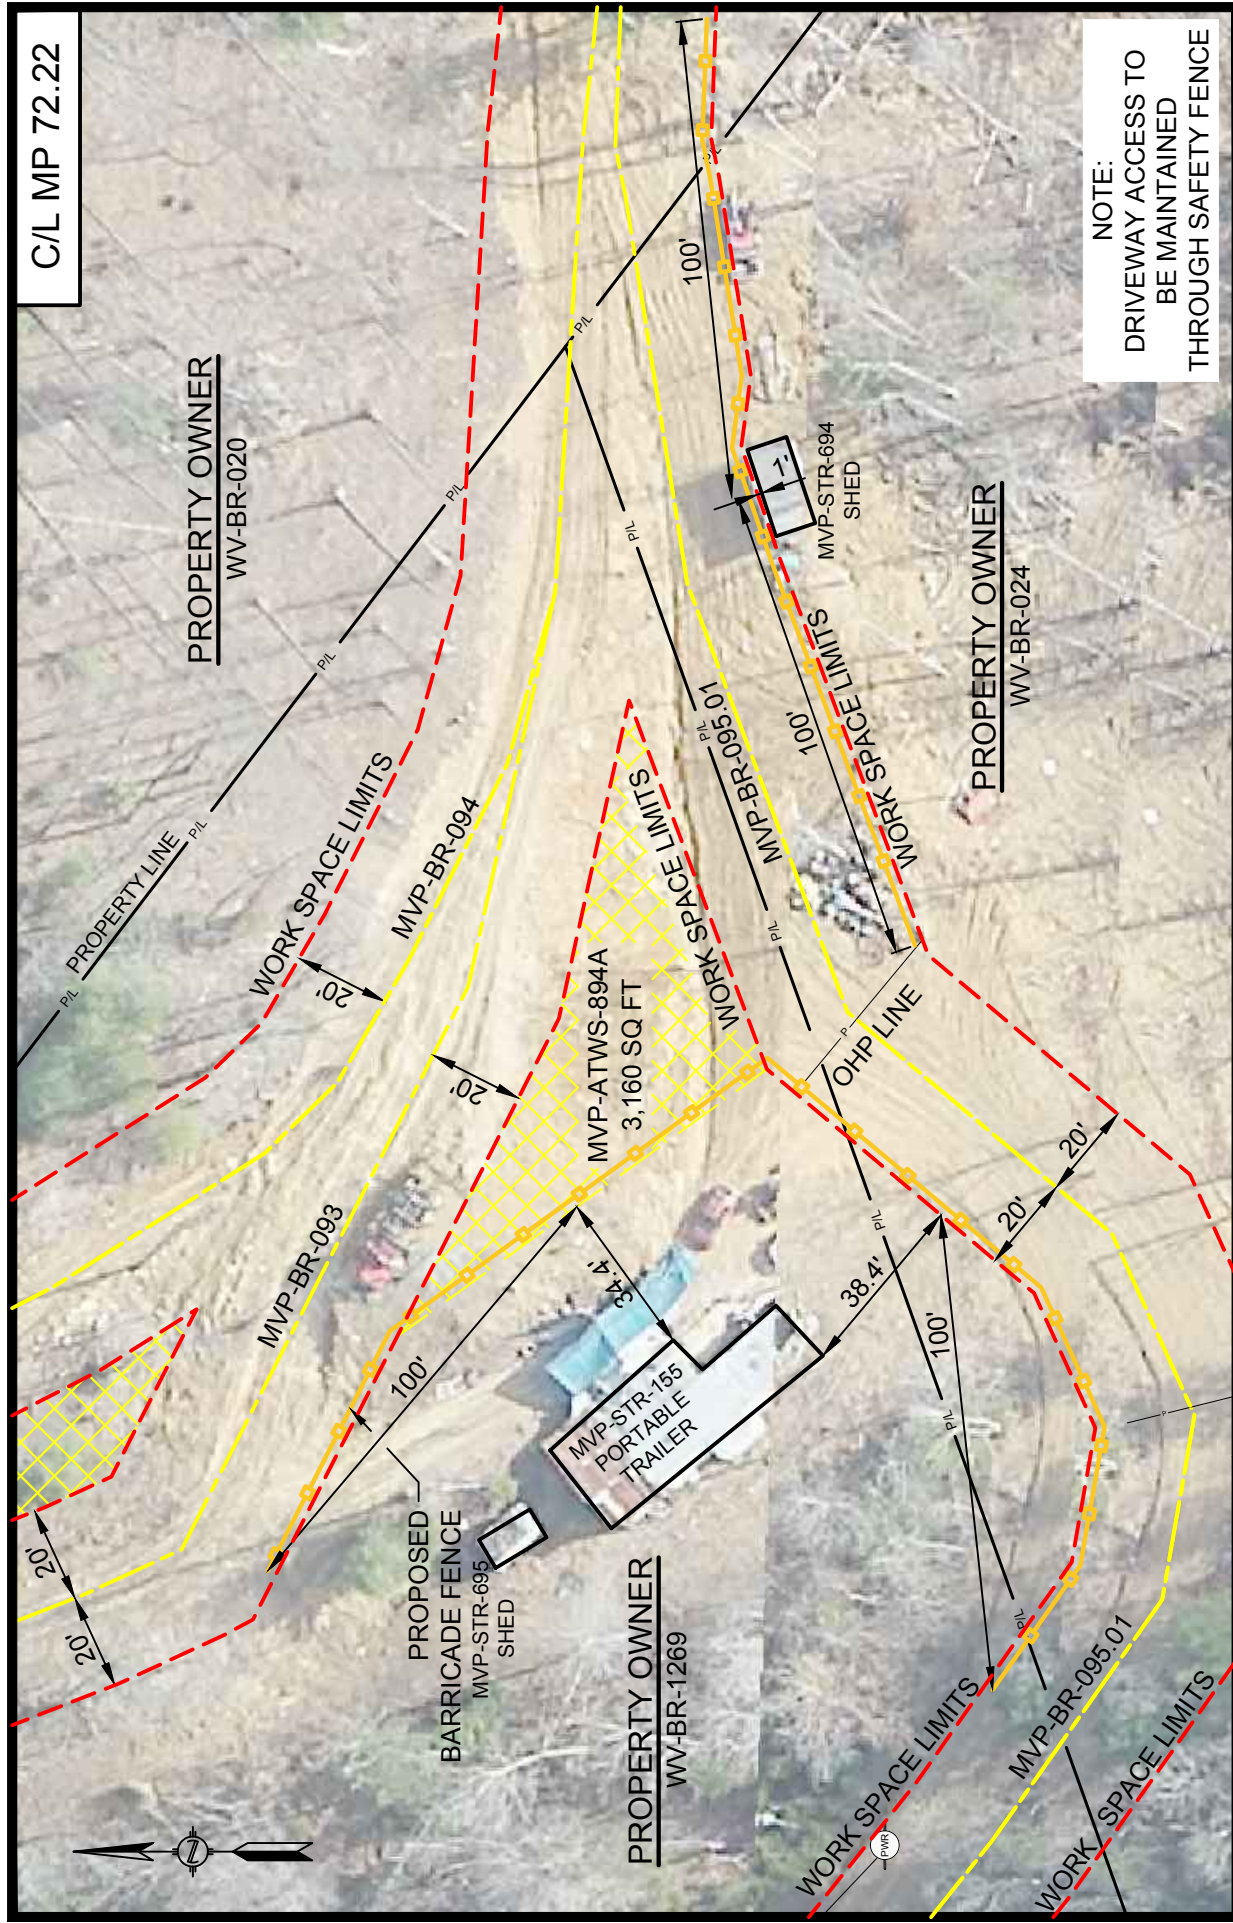 C/L MP 72.22
PROPERTY OWNER
WV-BR-020
NOTE:
DRIVEWAY ACCESS TO
BE MAINTAINED
THROUGH SAFETY FENCE
P/L
PROPERTY LINE
P/L
P/L
P/L
P/L
P/L
WORK SPACE LIMITS
20'
MVP-BR-094
20'
MVP-BR-093
MVP-ATWS-894A
3,160 SQ FT
WORK SPACE LIMITS
P/L
P/L
P/L
MVP-BR-095.01
100'
1'
MVP-STR-694
SHED
100'
WORK SPACE LIMITS
PROPERTY OWNER
WV-BR-024
P
OHP LINE
20'
20'
34.4'
38.4'
100'
100'
MVP-STR-155
PORTABLE
TRAILER
PROPOSED
BARRICADE FENCE
MVP-STR-695
SHED
20'
20'
PROPERTY OWNER
WV-BR-1269
P/L
P/L
P/L
P
WORK SPACE LIMITS
PWR
MVP-BR-095.01
WORK SPACE LIMITS
N